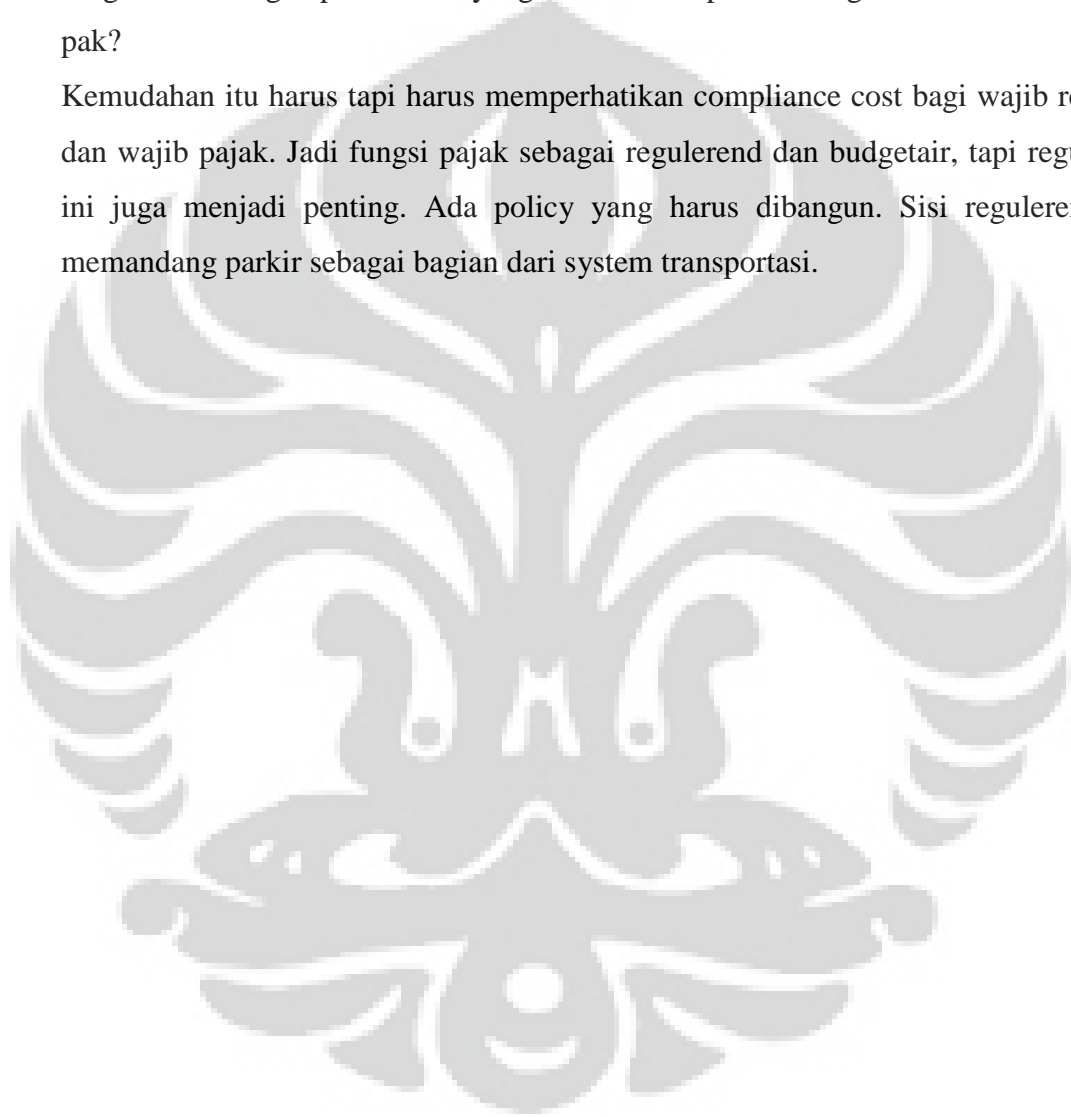 pak?
Kemudahan itu harus tapi harus memperhatikan compliance cost bagi wajib
dan wajib pajak. Jadi fungsi pajak sebagai regulerend dan budgetair, tapi
ini juga menjadi penting. Ada policy yang harus dibangun. Sisi
memandang parkir sebagai bagian dari system transportasi.